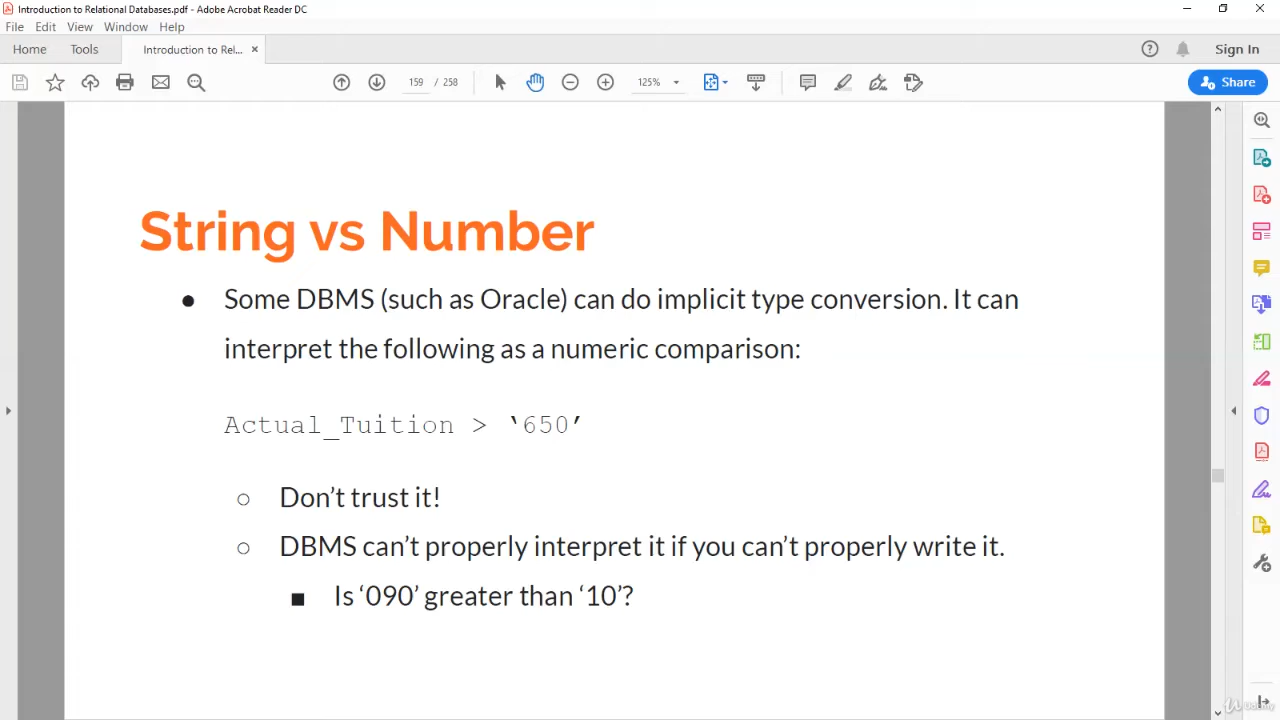 Introduction to Relational Databases.pdf - Adobe Acrobat Reader DC
File Edit View Window Help
Home Tools Introduction to Rel... × Sign In
159 / 258 125% Share
String vs Number
● Some DBMS (such as Oracle) can do implicit type conversion. It can
interpret the following as a numeric comparison:
Actual_Tuition > ‘650’
○ Don’t trust it!
○ DBMS can’t properly interpret it if you can’t properly write it.
■ Is ‘090’ greater than ‘10’?
Udemy